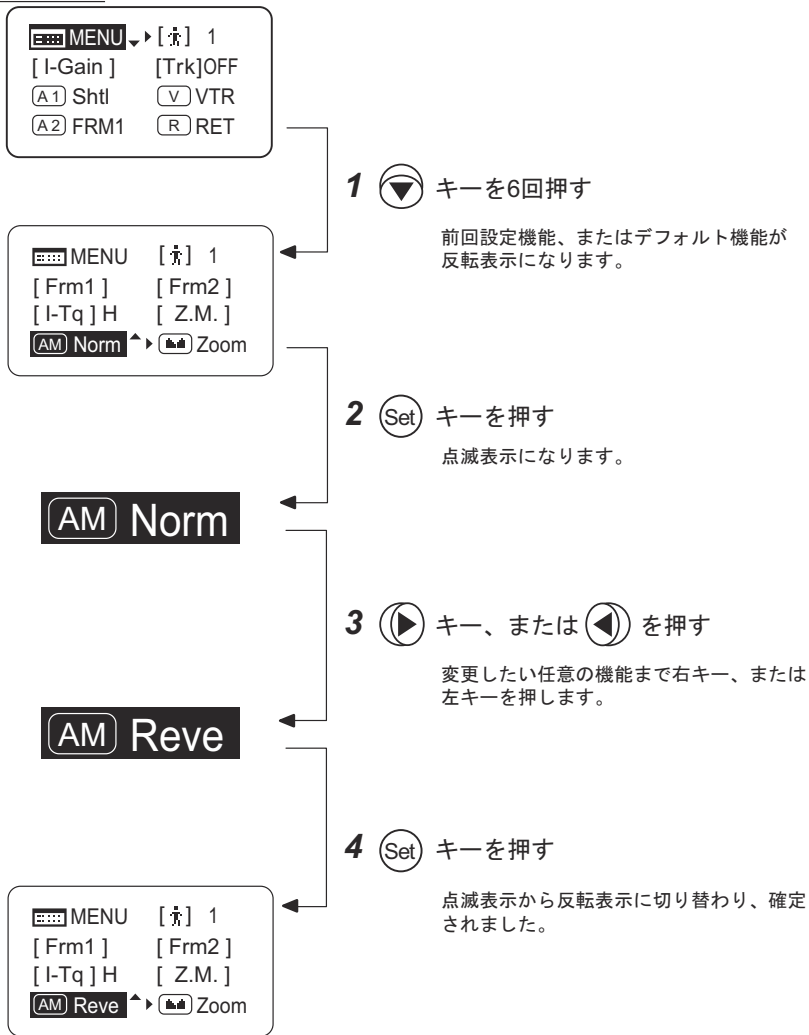 MENU [ ] 1
[ I-Gain ] [Trk]OFF
A1 Shtl V VTR
A2 FRM1 R RET
1 キーを6回押す
前回設定機能、またはデフォルト機能が
反転表示になります。
MENU [ ] 1
[ Frm1 ] [ Frm2 ]
[ I-Tq ] H [ Z.M. ]
AM Norm Zoom
2 Set キーを押す
点滅表示になります。
AM Norm
3 キー、または を押す
変更したい任意の機能まで右キー、または
左キーを押します。
AM Reve
4 Set キーを押す
点滅表示から反転表示に切り替わり、確定
されました。
MENU [ ] 1
[ Frm1 ] [ Frm2 ]
[ I-Tq ] H [ Z.M. ]
AM Reve Zoom